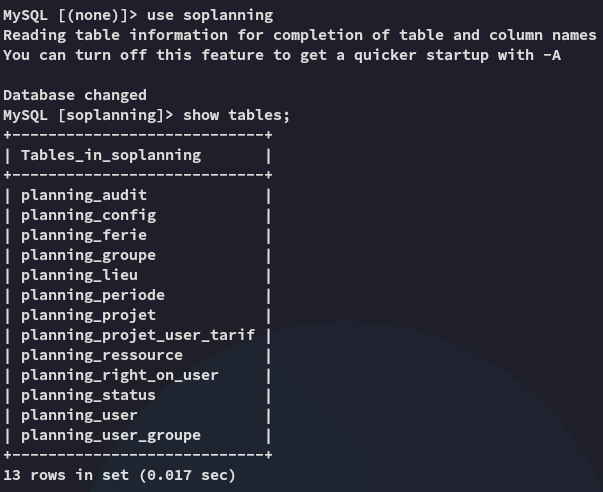 MySQL [(none)]> use soplanning
Reading table information for completion of table and column names
You can turn off this feature to get a quicker startup with -A

Database changed
MySQL [soplanning]> show tables;
+----------------------------+
| Tables_in_soplanning       |
+----------------------------+
| planning_audit             |
| planning_config            |
| planning_ferie             |
| planning_groupe            |
| planning_lieu              |
| planning_periode           |
| planning_projet            |
| planning_projet_user_tarif |
| planning_ressource         |
| planning_right_on_user     |
| planning_status            |
| planning_user              |
| planning_user_groupe       |
+----------------------------+
13 rows in set (0.017 sec)